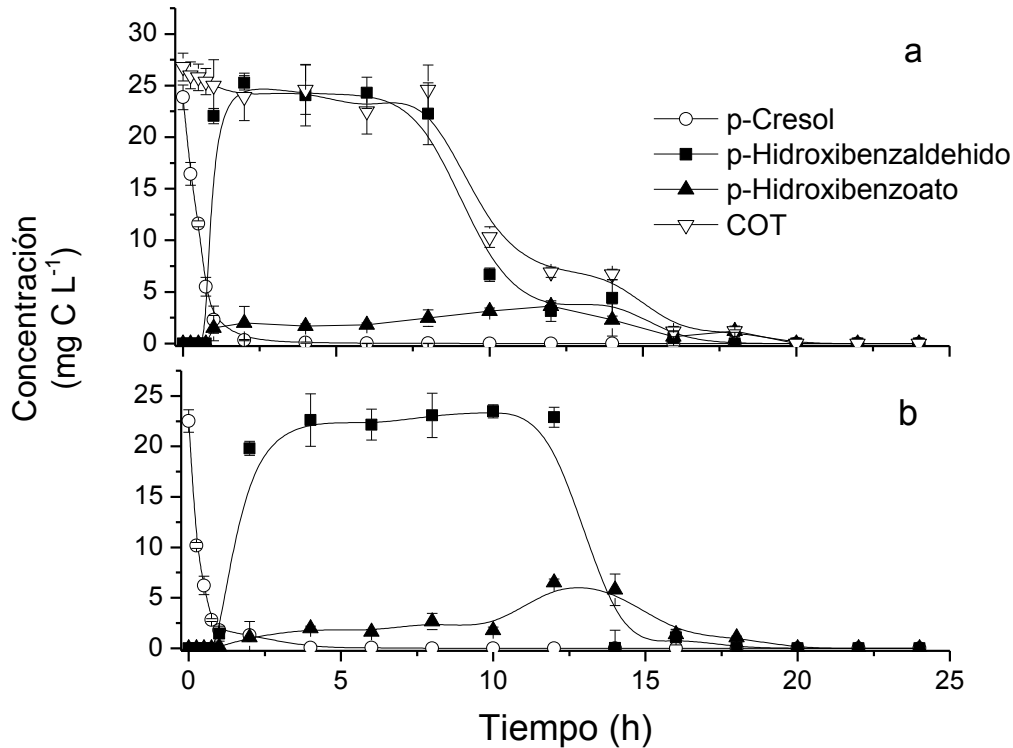 a
30
25
20
15
10
5
0
p-Cresol
p-Hidroxibenzaldehido
p-Hidroxibenzoato
COT
Concentración
(mg C L⁻¹)
b
25
20
15
10
5
0
0 5 10 15 20 25
Tiempo (h)